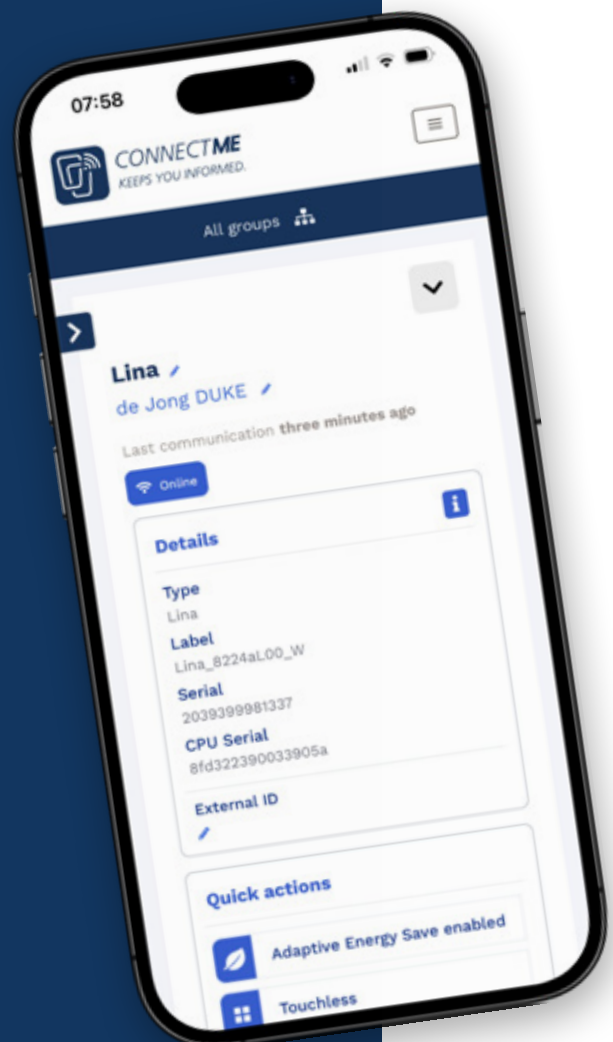 07:58
CONNECTME
KEEPS YOU INFORMED.
All groups
Lina
de Jong DUKE
Last communication three minutes ago
Online
Details
Type
Lina
Label
Lina_8224aL00_W
Serial
2039399981337
CPU Serial
8fd322390033905a
External ID
Quick actions
Adaptive Energy Save enabled
Touchless